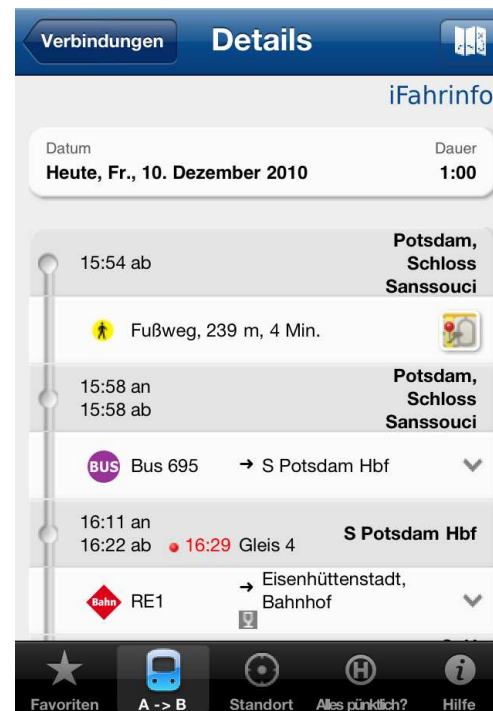 Verbindungen Details
iFahrinfo
Datum Dauer
Heute, Fr., 10. Dezember 2010 1:00
15:54 ab Potsdam,
Schloss
Sanssouci
Fußweg, 239 m, 4 Min.
15:58 an Potsdam,
15:58 ab Schloss
Sanssouci
BUS Bus 695 → S Potsdam Hbf
16:11 an S Potsdam Hbf
16:22 ab 16:29 Gleis 4
Bahn RE1 → Eisenhüttenstadt,
Bahnhof
Favoriten A -> B Standort Alles pünktlich? Hilfe